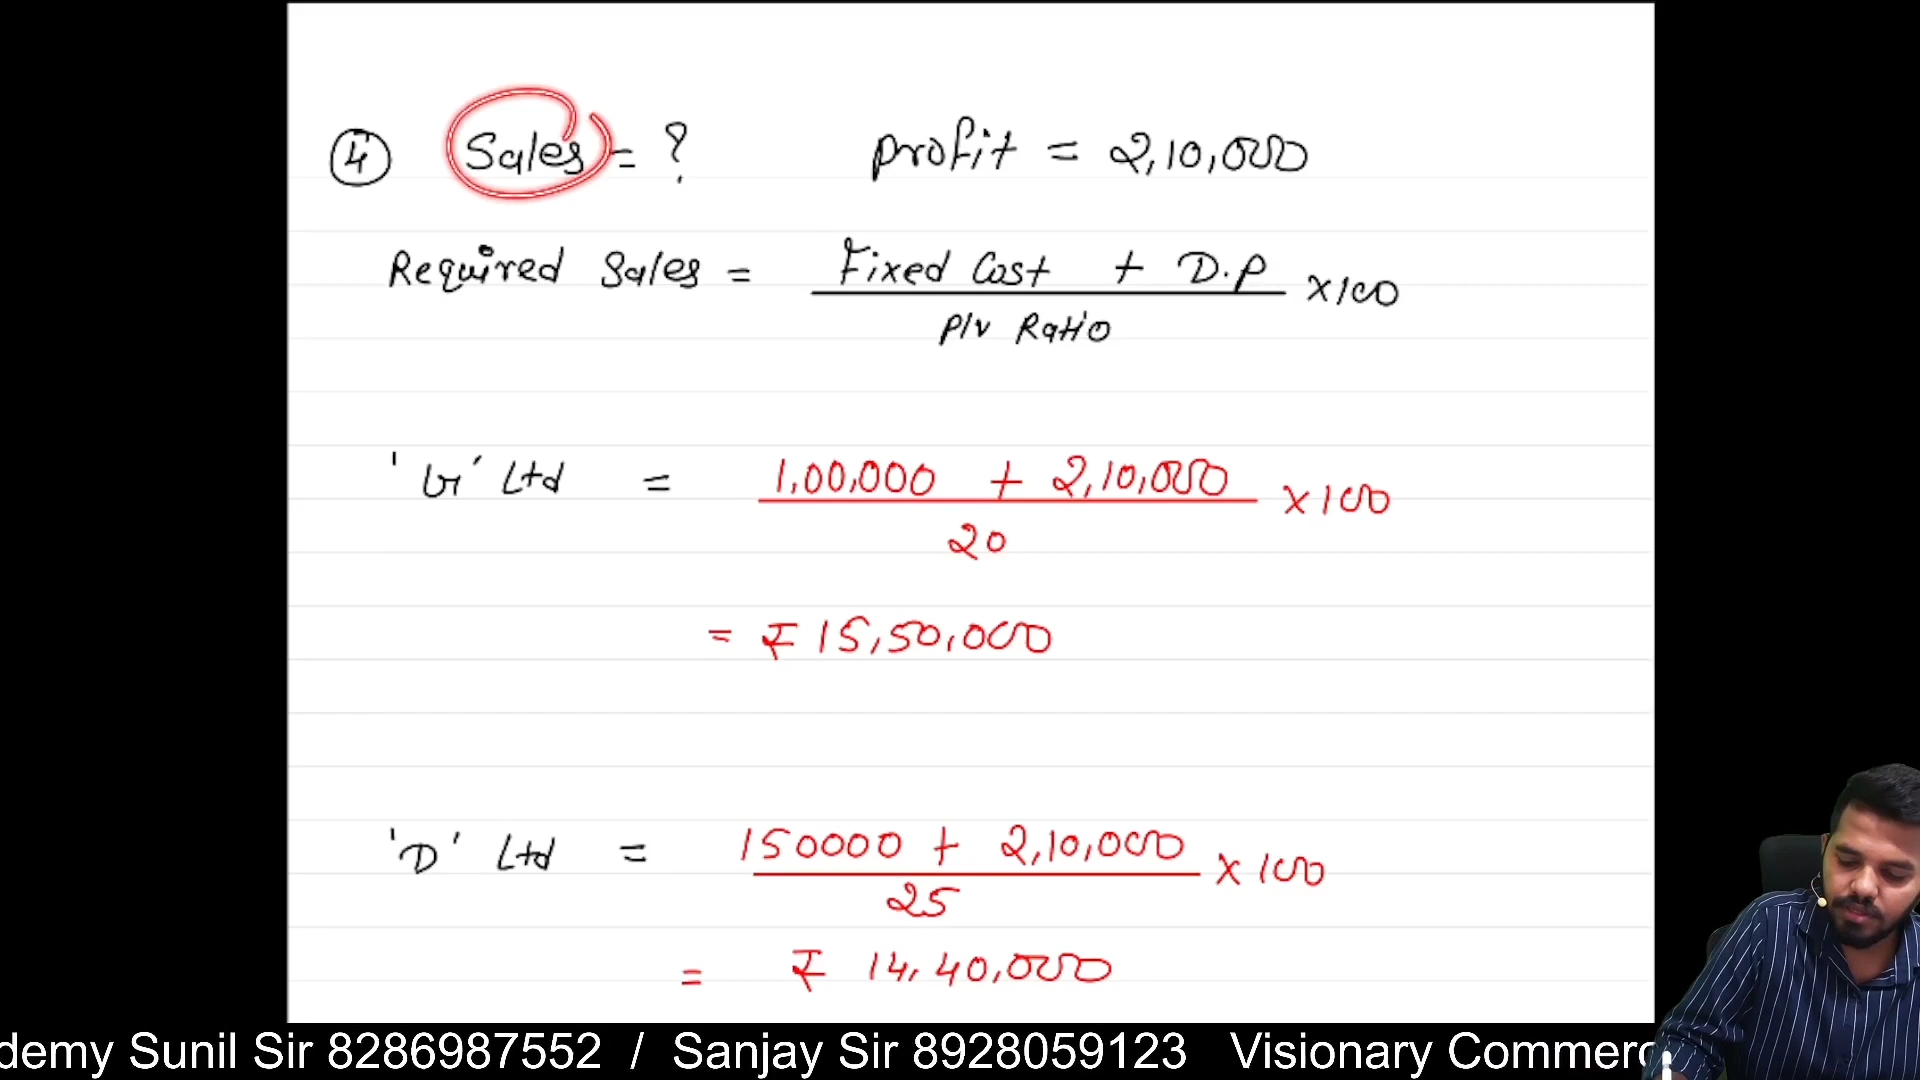 ④ Sales = ? Profit = 2,10,000
Required Sales = Fixed Cost + D.P × 100
P/V Ratio
'G' Ltd = 1,00,000 + 2,10,000 × 100
20
= ₹ 15,50,000
'D' Ltd = 150000 + 2,10,000 × 100
25
= ₹ 14,40,000
demy Sunil Sir 8286987552 / Sanjay Sir 8928059123 Visionary Commerc